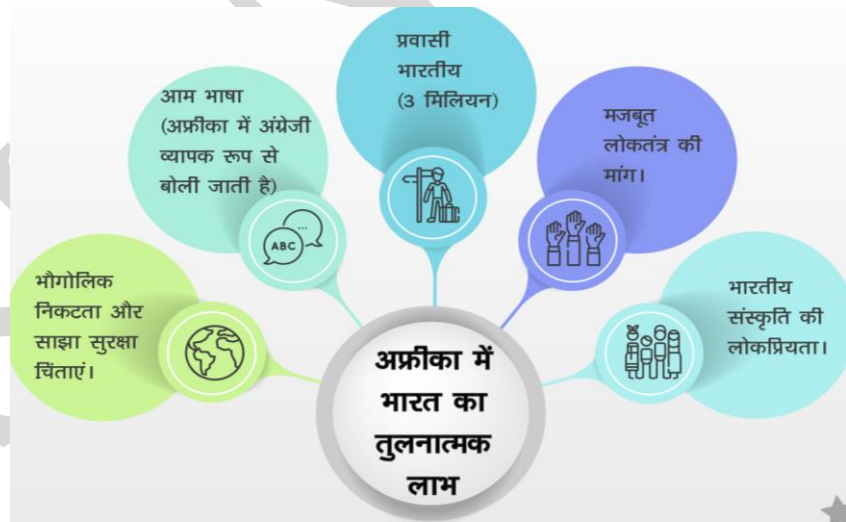 भौगोलिक
निकटता और
साझा सुरक्षा
चिंताएं।
आम भाषा
(अफ्रीका में अंग्रेजी
व्यापक रूप से
बोली जाती है)
ABC
प्रवासी
भारतीय
(3 मिलियन)
मजबूत
लोकतंत्र की
मांग।
भारतीय
संस्कृति की
लोकप्रियता।
अफ्रीका में
भारत का
तुलनात्मक
लाभ